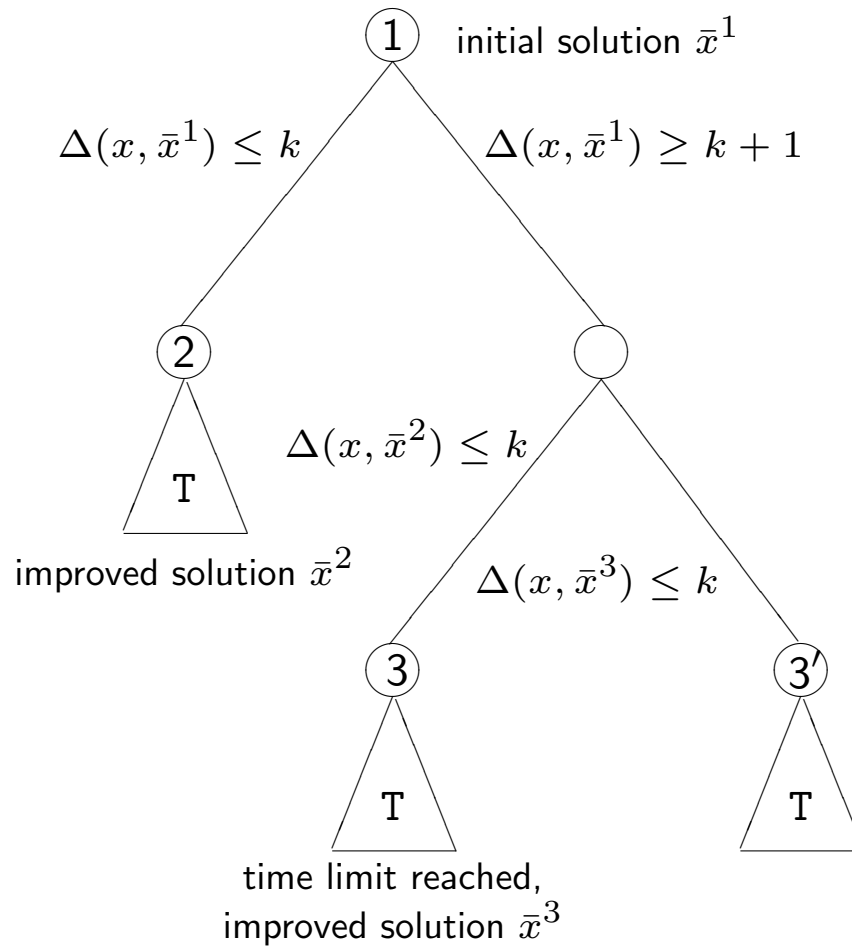 1
initial solution x̄¹
Δ(x, x̄¹) ≤ k
Δ(x, x̄¹) ≥ k + 1
2
Δ(x, x̄²) ≤ k
T
improved solution x̄²
Δ(x, x̄³) ≤ k
3
3′
T
T
time limit reached,
improved solution x̄³